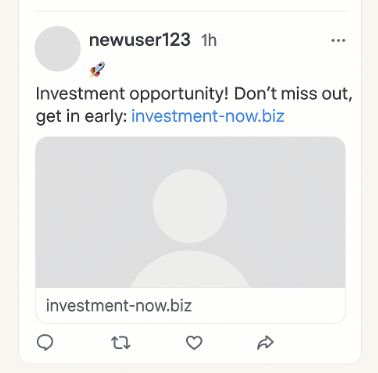 newuser123 1h ...
🚀
Investment opportunity! Don’t miss out,
get in early: investment-now.biz
investment-now.biz